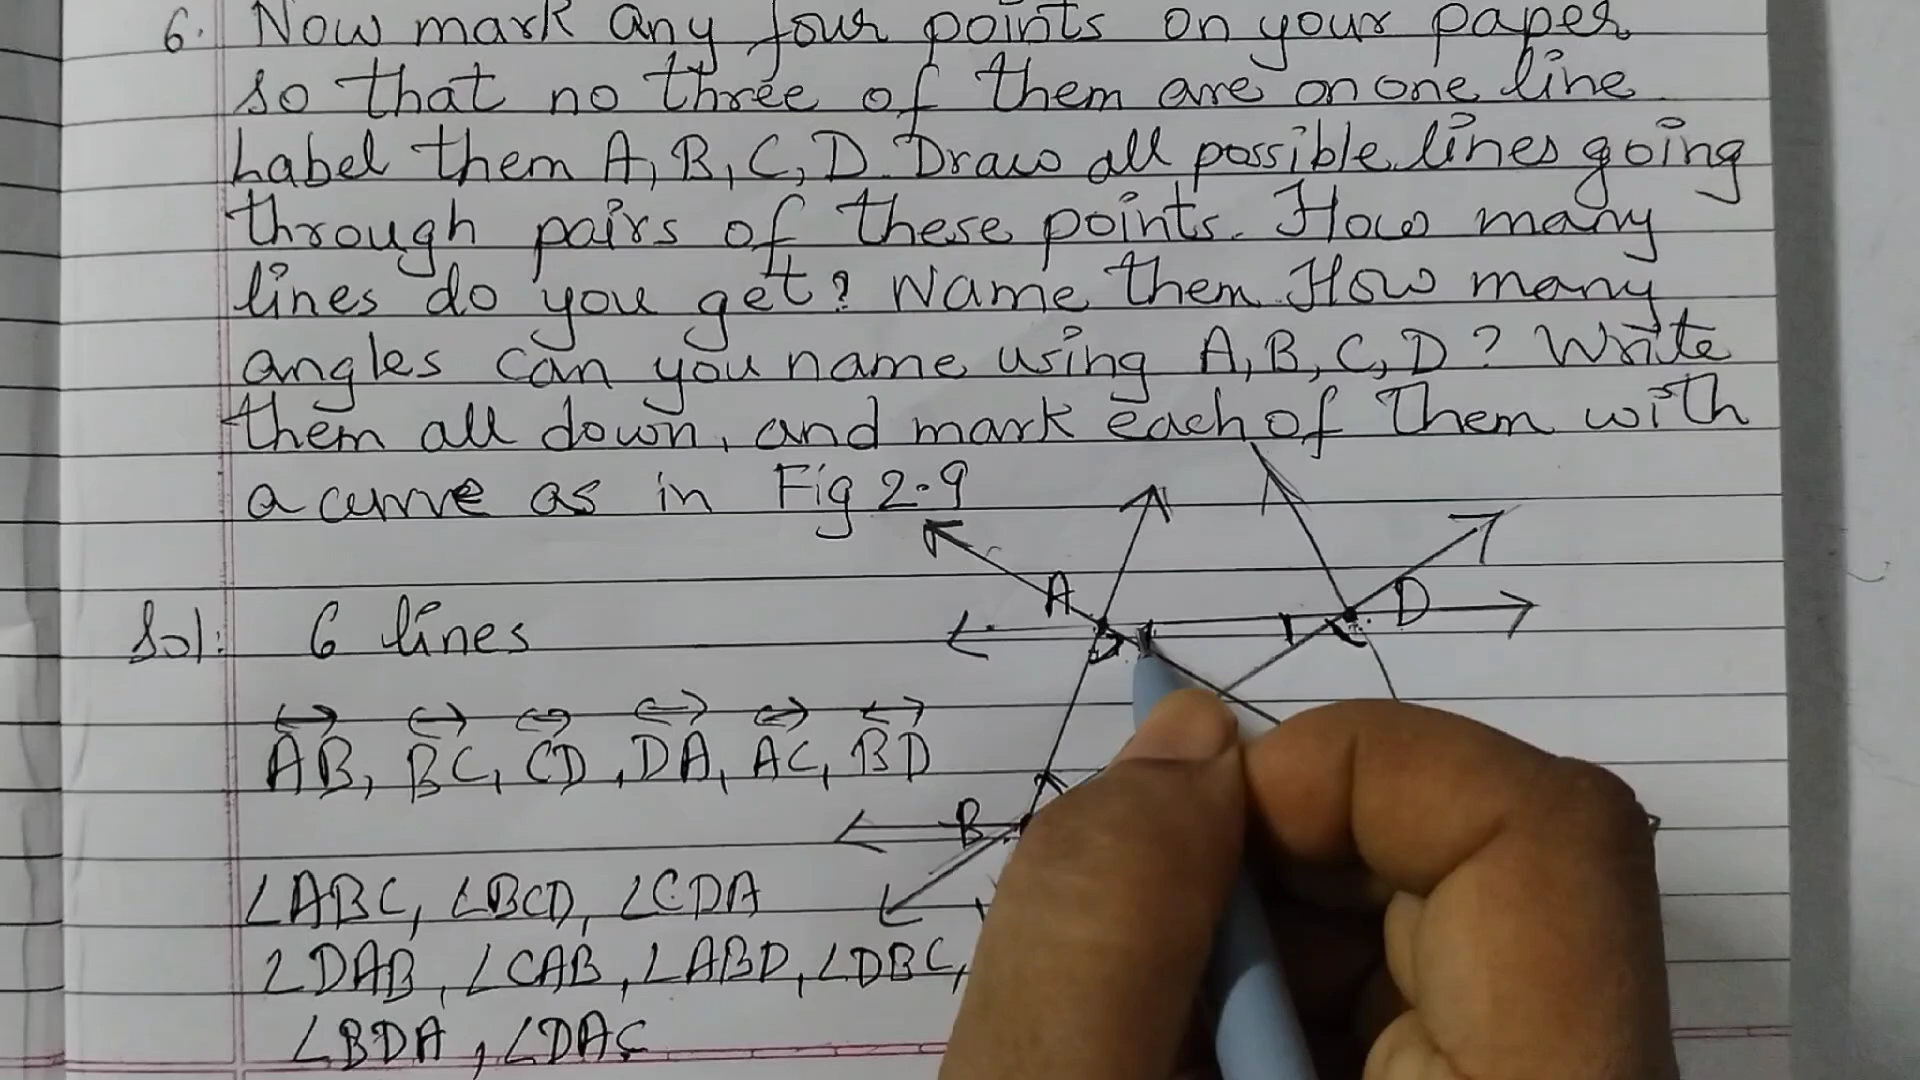 6. Now mark any four points on your paper
so that no three of them are on one line.
Label them A, B, C, D. Draw all possible lines going
through pairs of these points. How many
lines do you get? Name them. How many
angles can you name using A, B, C, D? Write
them all down, and mark each of them with
a curve as in Fig 2.9
A
D
Sol: 6 lines
AB, BC, CD, DA, AC, BD
B
∠ABC, ∠BCD, ∠CDA
∠DAB, ∠CAB, ∠ABD, ∠DBC,
∠BDA, ∠DAC